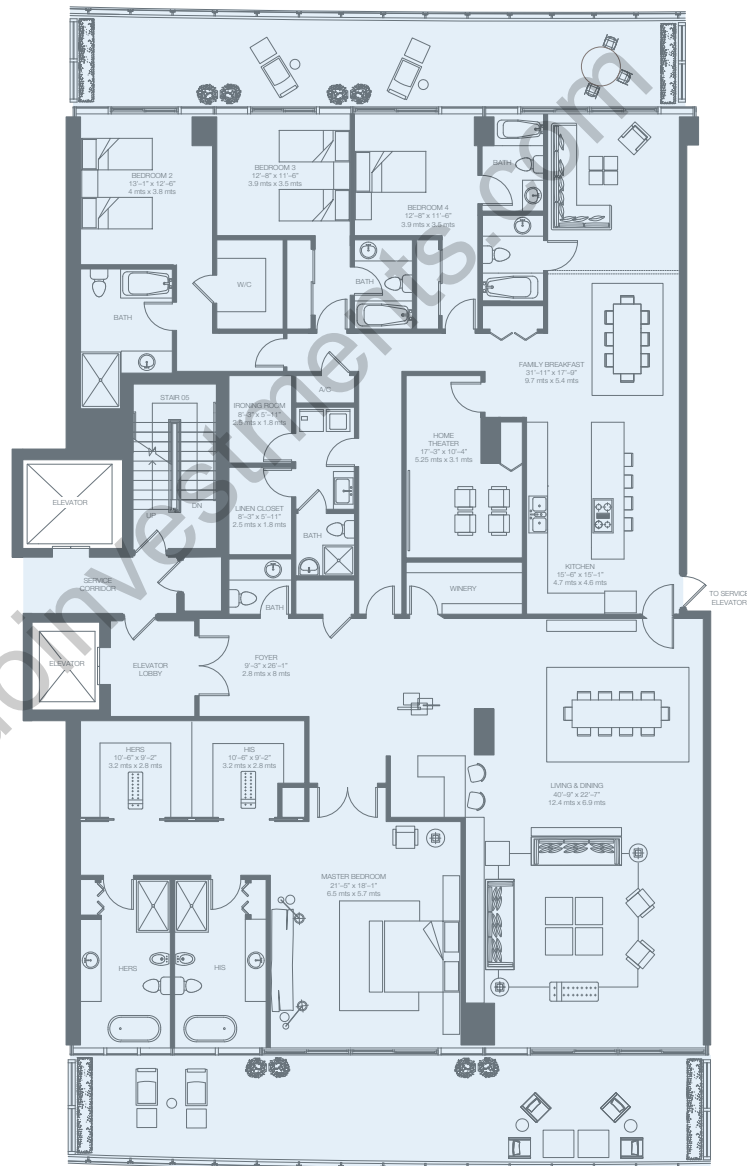 BEDROOM 2
13'-1" x 12'-6"
4 mts x 3.8 mts
BEDROOM 3
12'-8" x 11'-6"
3.9 mts x 3.5 mts
BEDROOM 4
12'-8" x 11'-6"
3.9 mts x 3.5 mts
BATH
W/C
BATH
BATH
FAMILY BREAKFAST
31'-11" x 17'-9"
9.7 mts x 5.4 mts
STAIR 05
UP
DN
A/C
IRONING ROOM
8'-3" x 5'-11"
2.5 mts x 1.8 mts
HOME
THEATER
17'-3" x 10'-4"
5.25 mts x 3.1 mts
ELEVATOR
LINEN CLOSET
8'-3" x 5'-11"
2.5 mts x 1.8 mts
BATH
KITCHEN
15'-6" x 15'-1"
4.7 mts x 4.6 mts
SERVICE
CORRIDOR
WINERY
TO SERVICE
ELEVATOR
BATH
ELEVATOR
ELEVATOR
LOBBY
FOYER
9'-3" x 26'-1"
2.8 mts x 8 mts
HERS
10'-6" x 9'-2"
3.2 mts x 2.8 mts
HIS
10'-6" x 9'-2"
3.2 mts x 2.8 mts
LIVING & DINING
40'-9" x 22'-7"
12.4 mts x 6.9 mts
MASTER BEDROOM
21'-5" x 18'-1"
6.5 mts x 5.7 mts
HERS
HIS
oinvestments.com